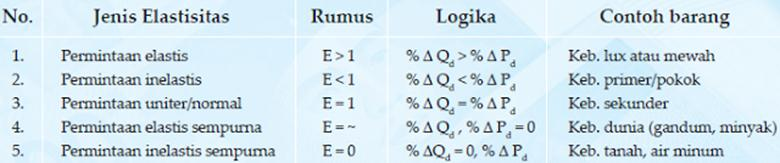 No. Jenis Elastisitas Rumus Logika Contoh barang
1. Permintaan elastis E > 1 % Δ Qd > % Δ Pd Keb. lux atau mewah
2. Permintaan inelastis E < 1 % Δ Qd < % Δ Pd Keb. primer/pokok
3. Permintaan uniter/normal E = 1 % Δ Qd = % Δ Pd Keb. sekunder
4. Permintaan elastis sempurna E = ~ % Δ Qd , % Δ Pd = 0 Keb. dunia (gandum, minyak)
5. Permintaan inelastis sempurna E = 0 % ΔQd = 0, % Δ Pd Keb. tanah, air minum